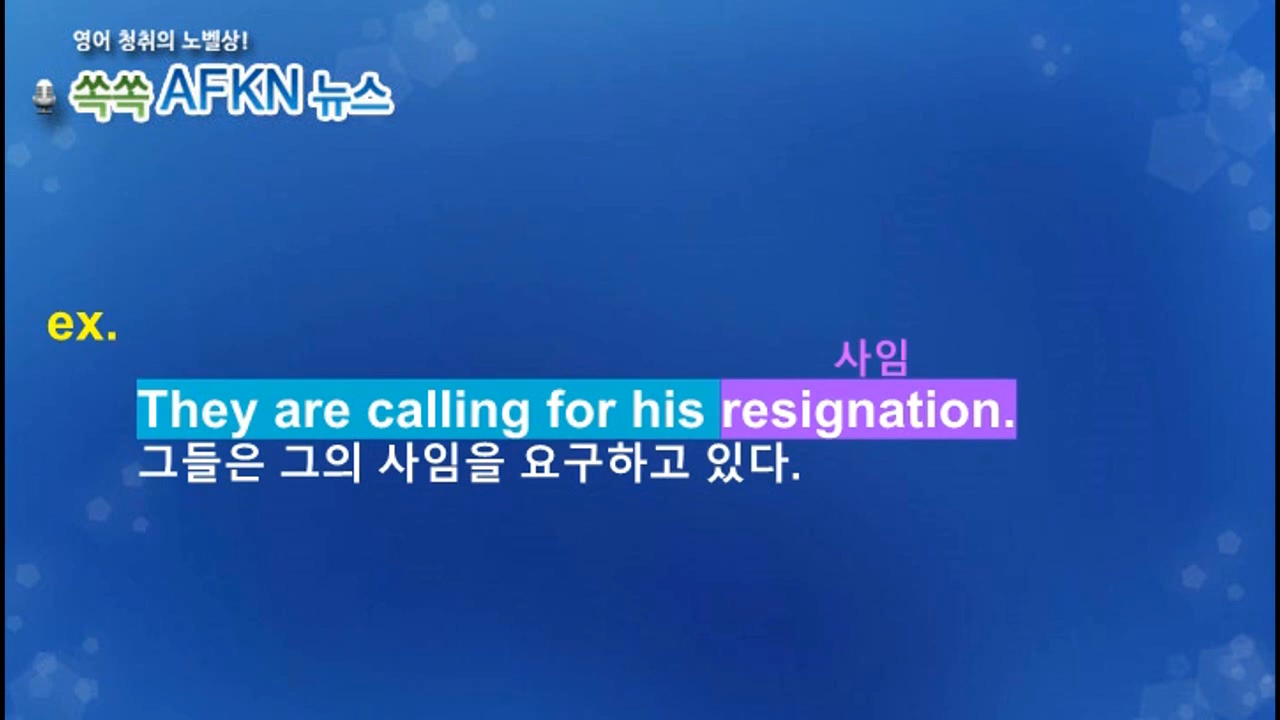 영어 청취의 노벨상!
쏙쏙 AFKN 뉴스
ex.
사임
They are calling for his resignation.
그들은 그의 사임을 요구하고 있다.